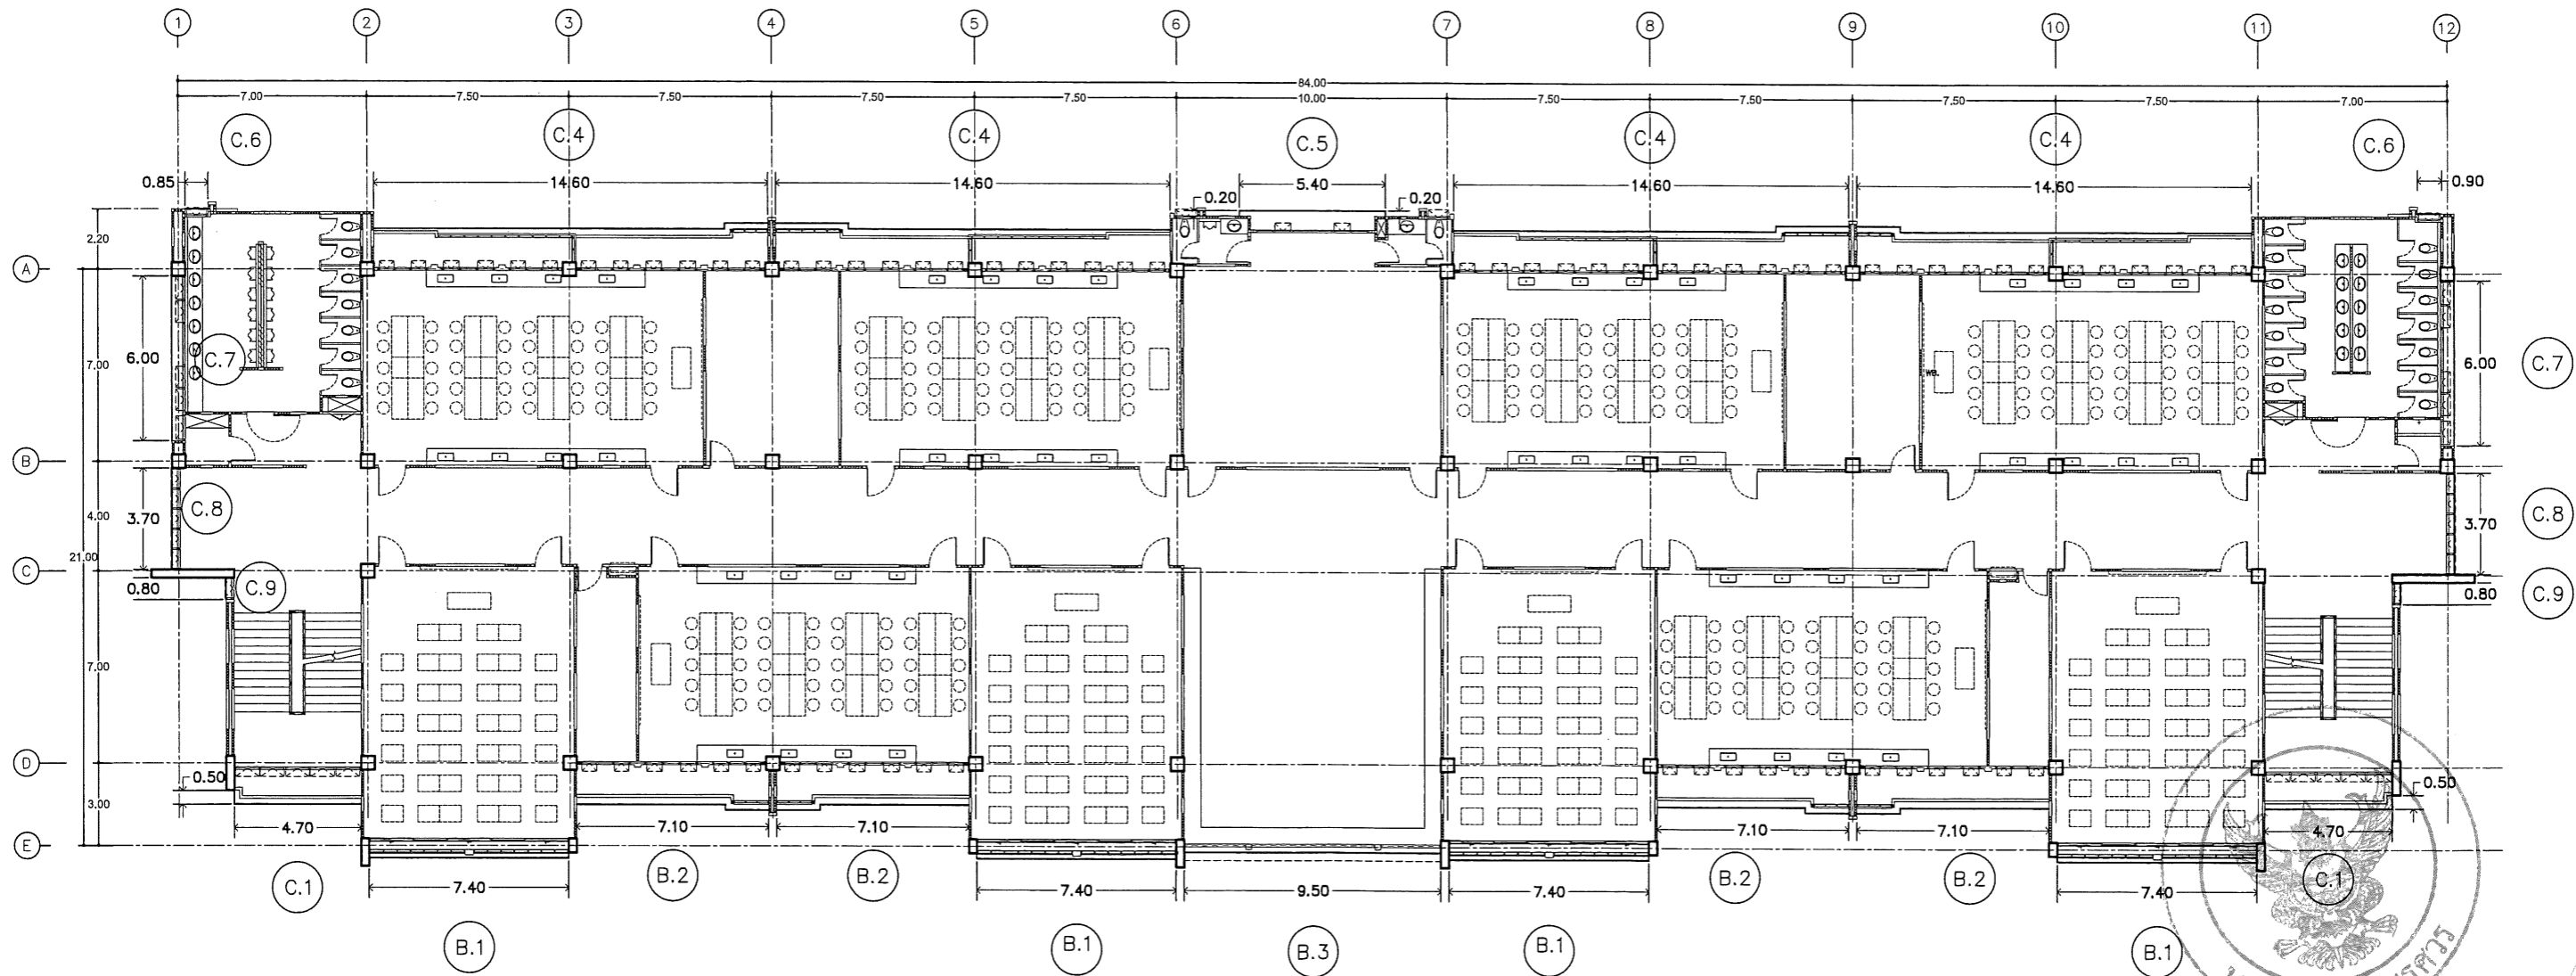 1 2 3 4 5 6 7 8 9 10 11 12
84.00
7.00 7.50 7.50 7.50 7.50 10.00 7.50 7.50 7.50 7.50 7.00
C.6 C.4 C.4 C.5 C.4 C.4 C.6
0.85 14.60 14.60 0.20 5.40 0.20 14.60 14.60 0.90
2.20
A
6.00 7.00 C.7 WB. 6.00 C.7
B
4.00 3.70 C.8 3.70 C.8
21.00
C
0.80 C.9 0.80 C.9
7.00
D
0.50 0.50
3.00
4.70 7.10 7.10 7.10 7.10 4.70
E
C.1 7.40 B.2 B.2 7.40 9.50 7.40 B.2 B.2 7.40 C.1
B.1 B.1 B.3 B.1 B.1